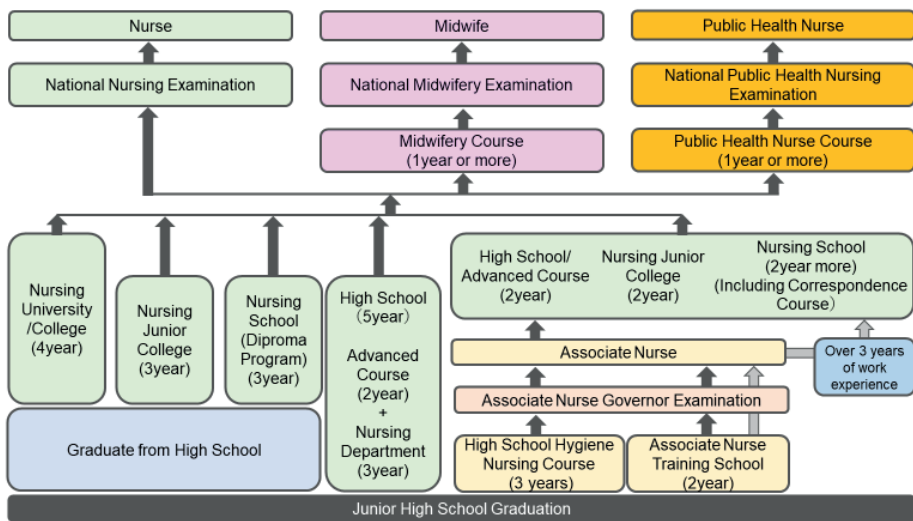 Nurse
Midwife
Public Health Nurse
National Nursing Examination
National Midwifery Examination
National Public Health Nursing
Examination
Midwifery Course
(1year or more)
Public Health Nurse Course
(1year or more)
Nursing
University
/College
(4year)
Nursing
Junior
College
(3year)
Nursing
School
(Diproma
Program)
(3year)
High School
(5year)
Advanced
Course
(2year)
+
Nursing
Department
(3year)
High School/
Advanced Course
(2year)
Nursing Junior
College
(2year)
Nursing School
(2year more)
(Including Correspondence
Course)
Associate Nurse
Over 3 years
of work
experience
Associate Nurse Governor Examination
Graduate from High School
High School Hygiene
Nursing Course
(3 years)
Associate Nurse
Training School
(2year)
Junior High School Graduation